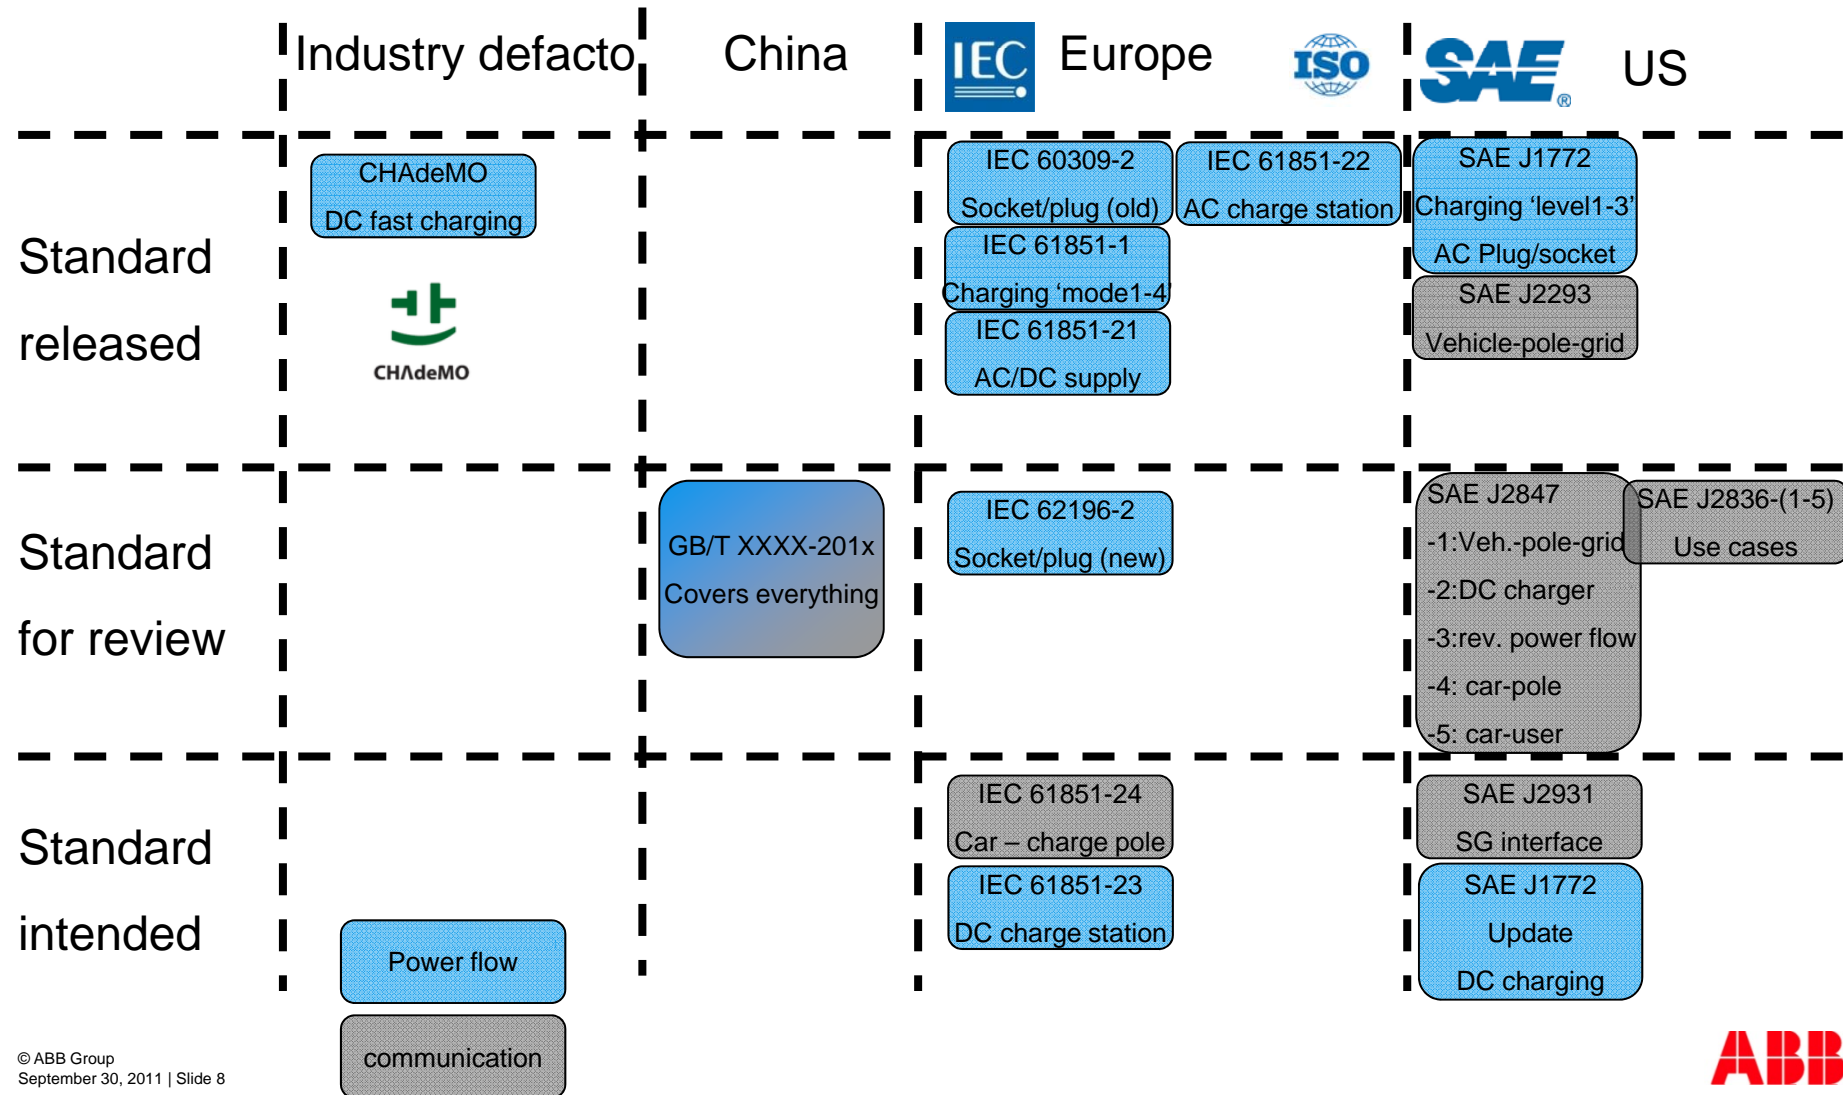 Industry defacto
China
IEC
Europe
ISO
SAE
®
US
Standard
released
CHAdeMO
DC fast charging
CHAdeMO
IEC 60309-2
Socket/plug (old)
IEC 61851-22
AC charge station
IEC 61851-1
Charging ‘mode1-4’
IEC 61851-21
AC/DC supply
SAE J1772
Charging ‘level1-3’
AC Plug/socket
SAE J2293
Vehicle-pole-grid
Standard
for review
GB/T XXXX-201x
Covers everything
IEC 62196-2
Socket/plug (new)
SAE J2847
-1:Veh.-pole-grid
-2:DC charger
-3:rev. power flow
-4: car-pole
-5: car-user
SAE J2836-(1-5)
Use cases
Standard
intended
IEC 61851-24
Car – charge pole
IEC 61851-23
DC charge station
SAE J2931
SG interface
SAE J1772
Update
DC charging
Power flow
communication
© ABB Group
September 30, 2011 | Slide 8
ABB